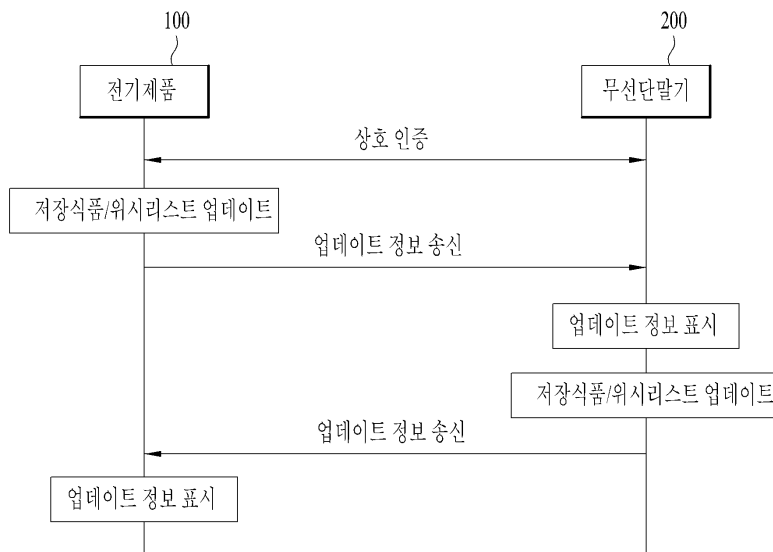 100
200
전기제품
무선단말기
상호 인증
저장식품/위시리스트 업데이트
업데이트 정보 송신
업데이트 정보 표시
저장식품/위시리스트 업데이트
업데이트 정보 송신
업데이트 정보 표시